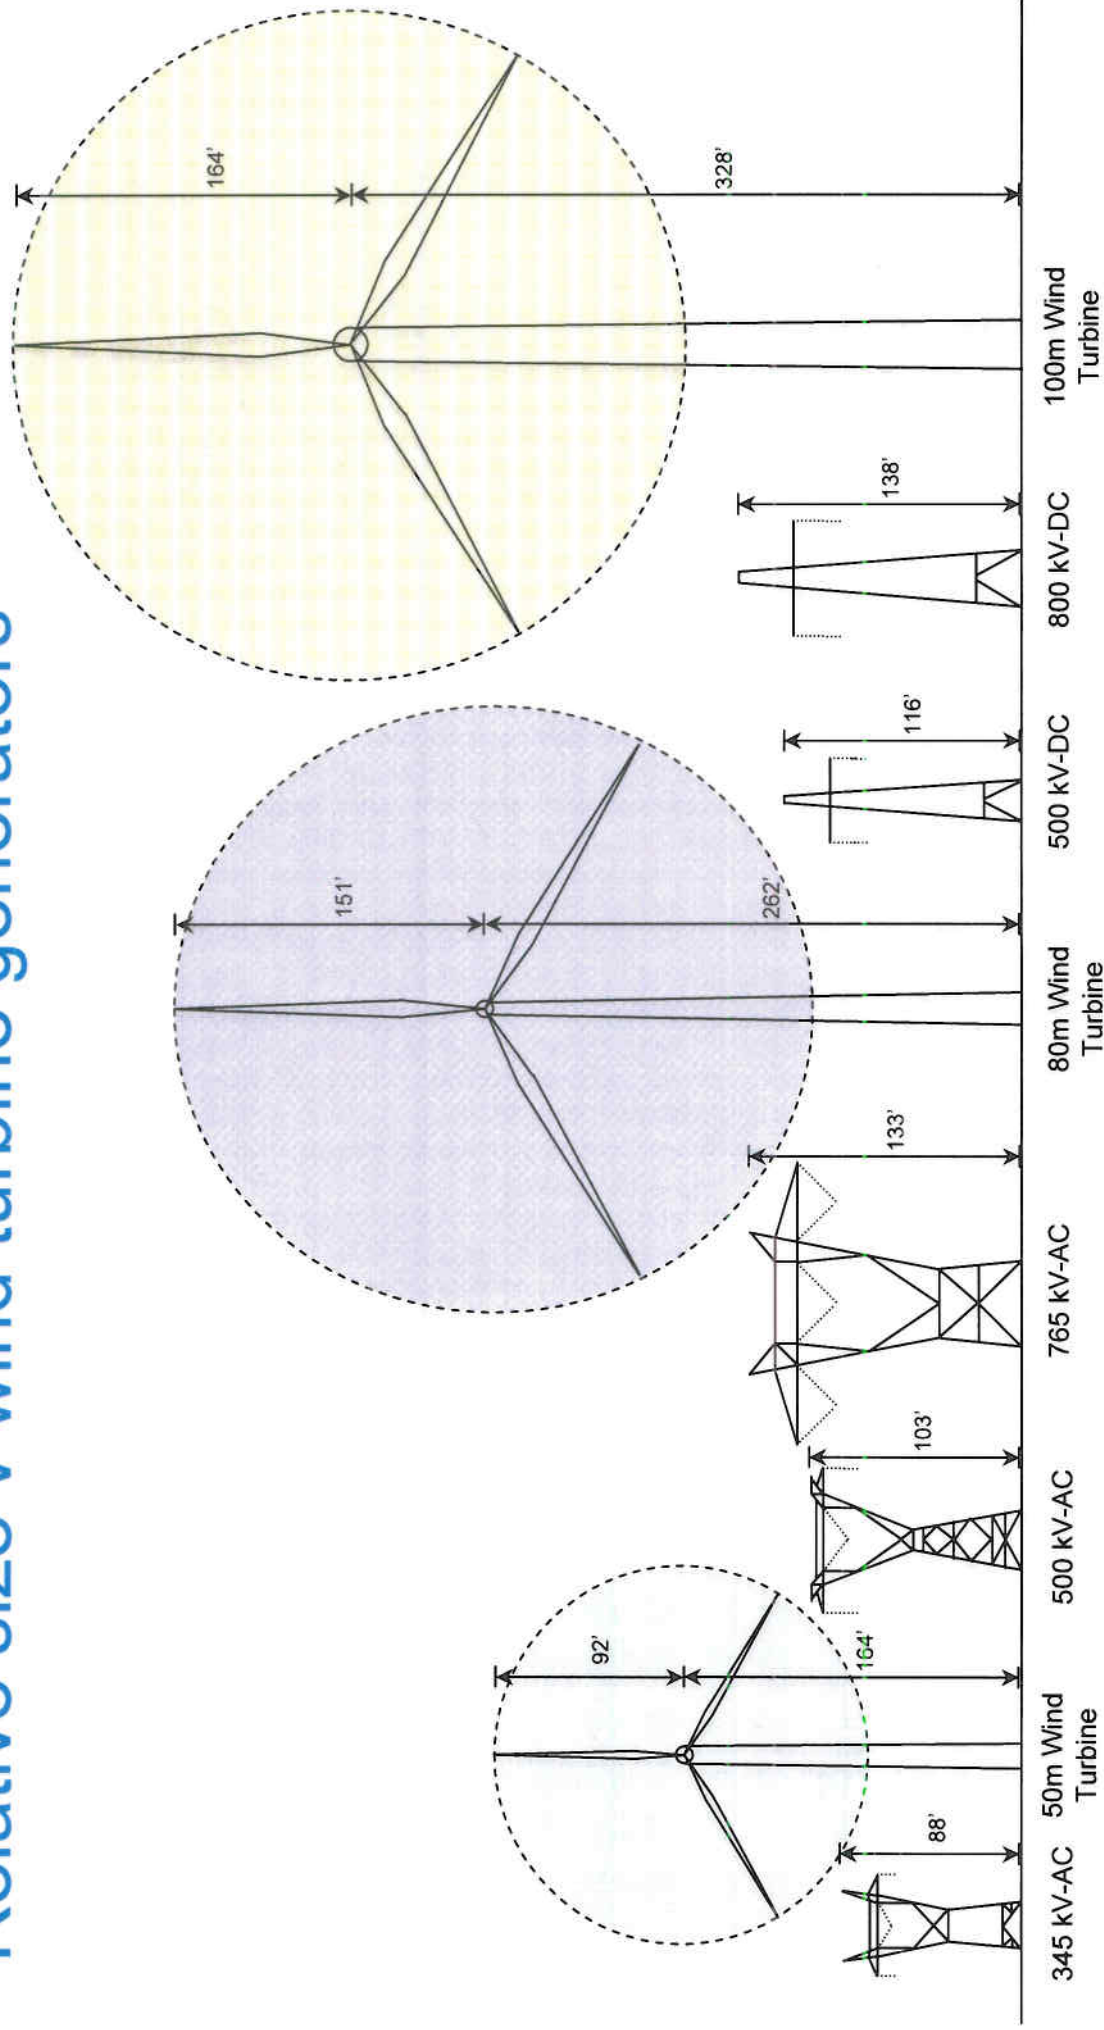 Relative size v wind turbine generators
164'
328'
151'
262'
138'
116'
133'
103'
92'
164'
88'
345 kV-AC
50m Wind
Turbine
500 kV-AC
765 kV-AC
80m Wind
Turbine
500 kV-DC
800 kV-DC
100m Wind
Turbine